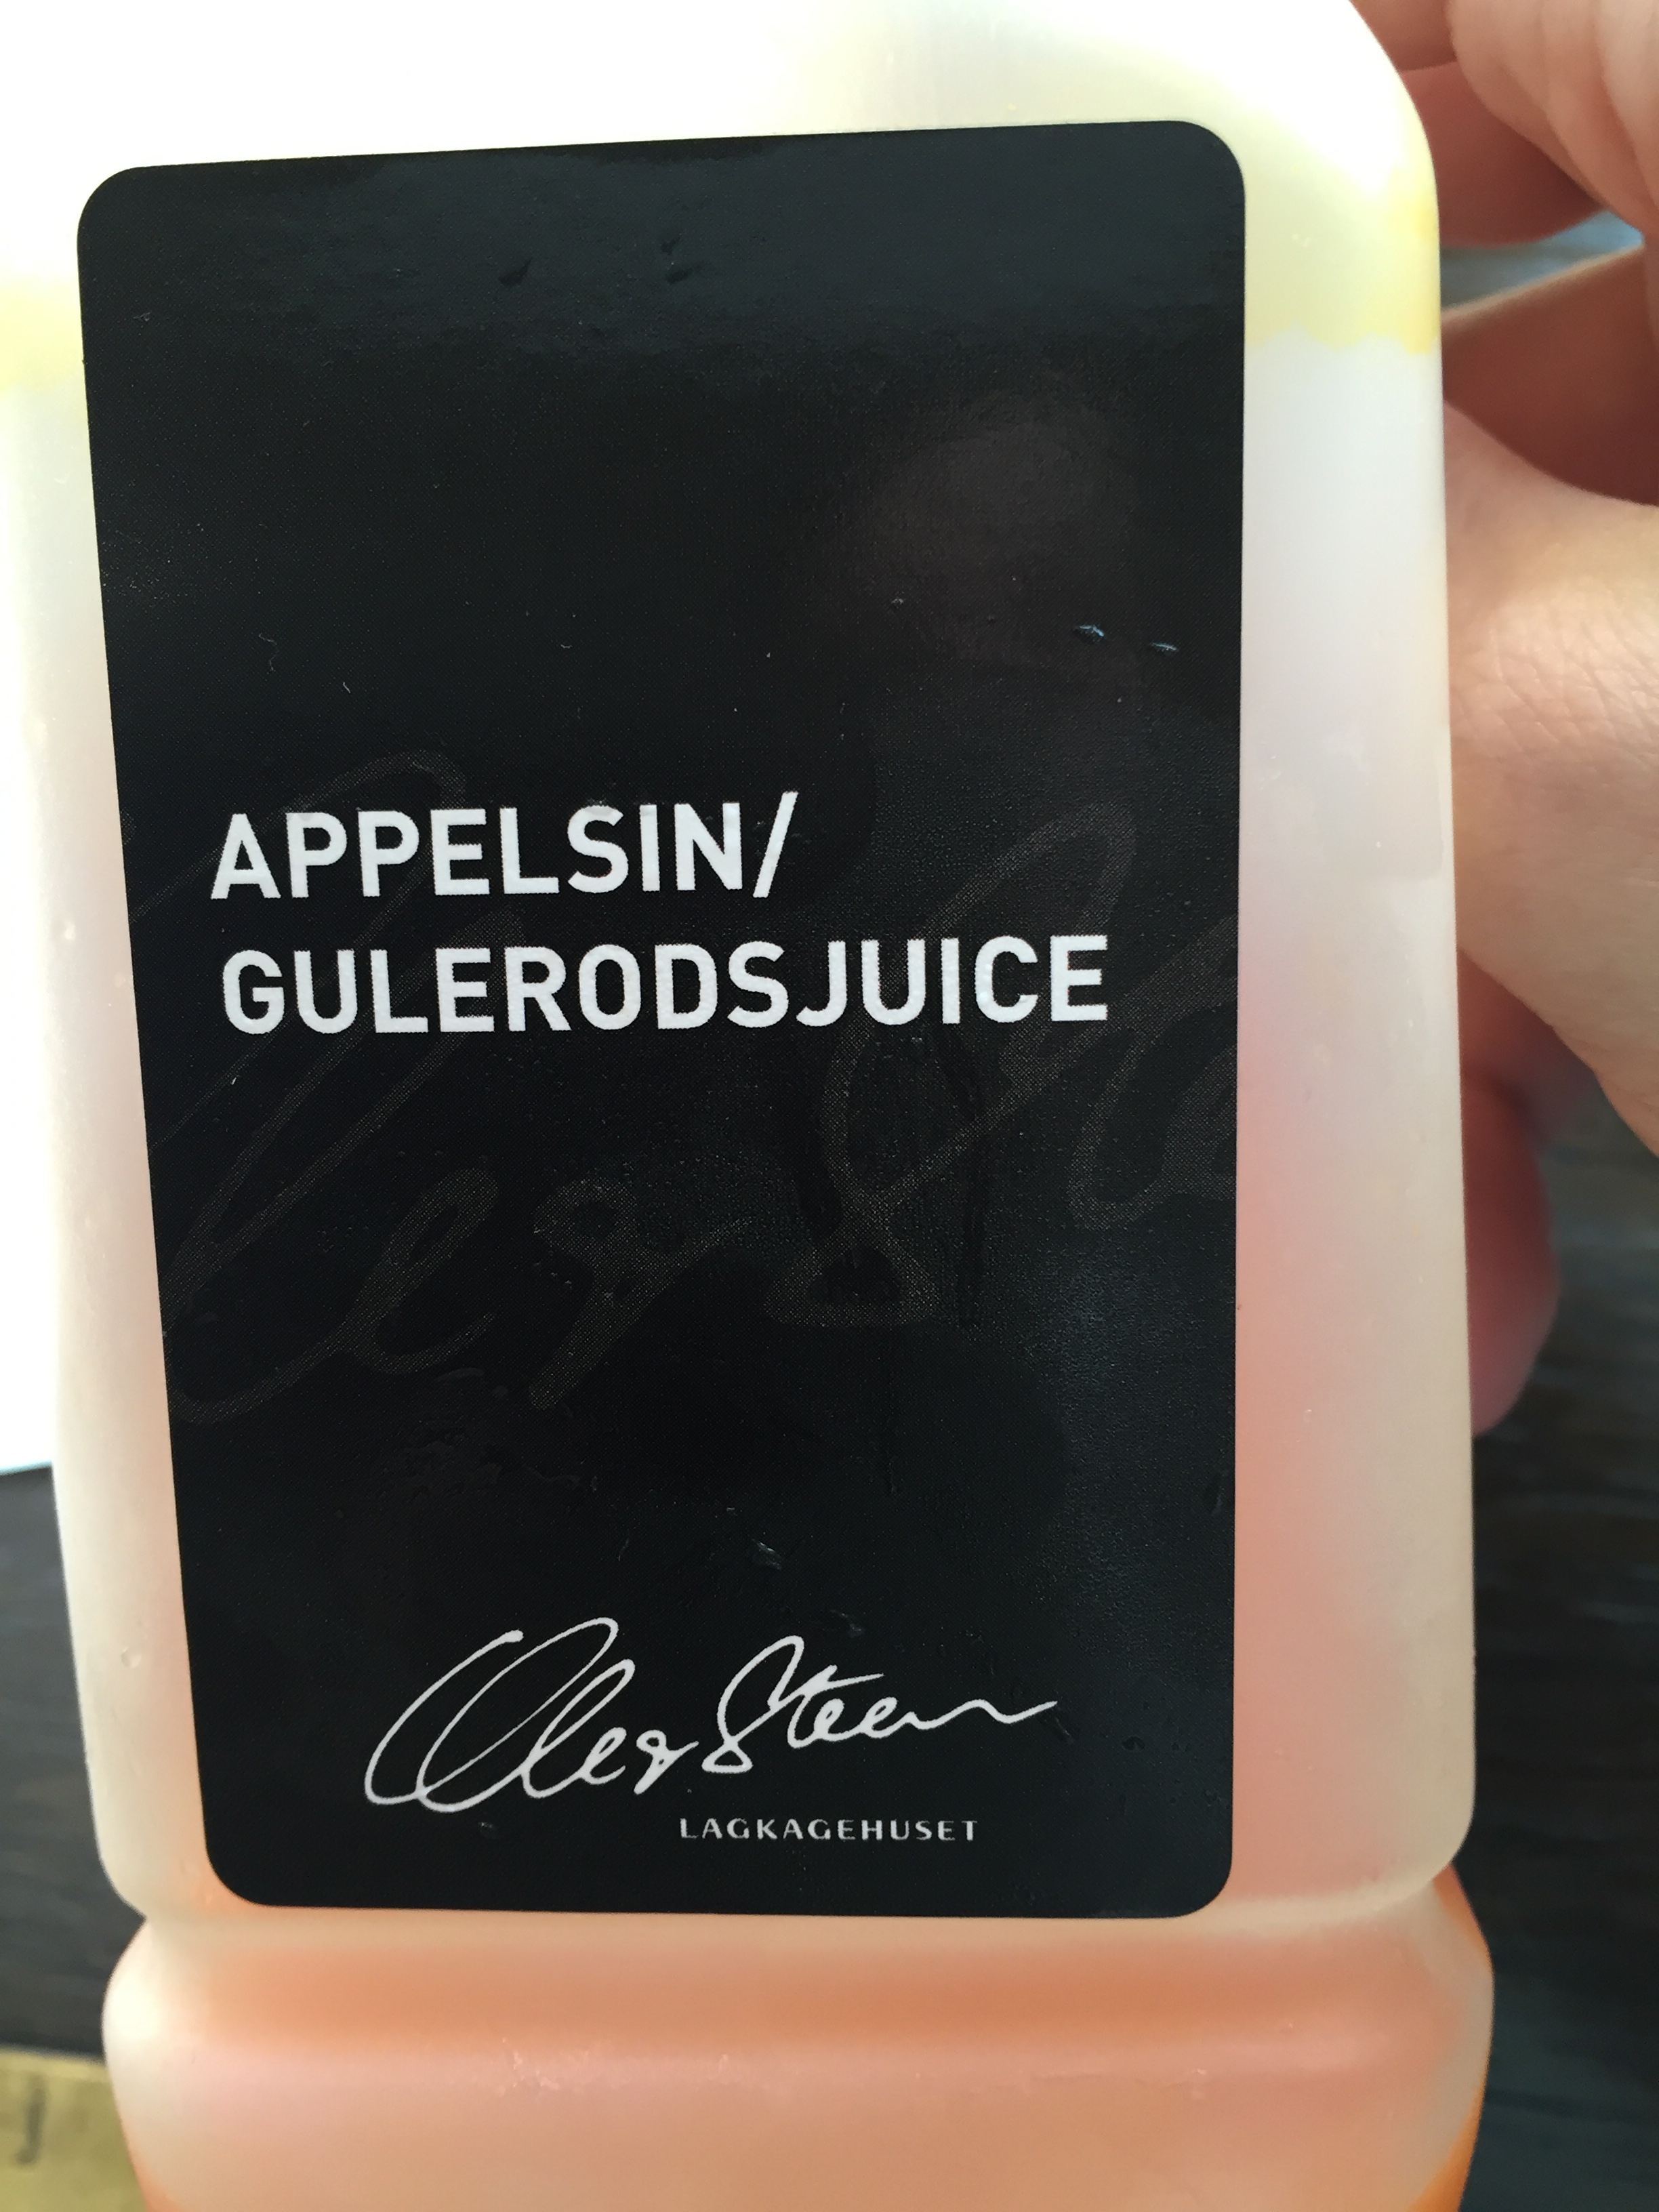 APPELSIN/
GULERODSJUICE
Ole & Steen
LAGKAGEHUSET